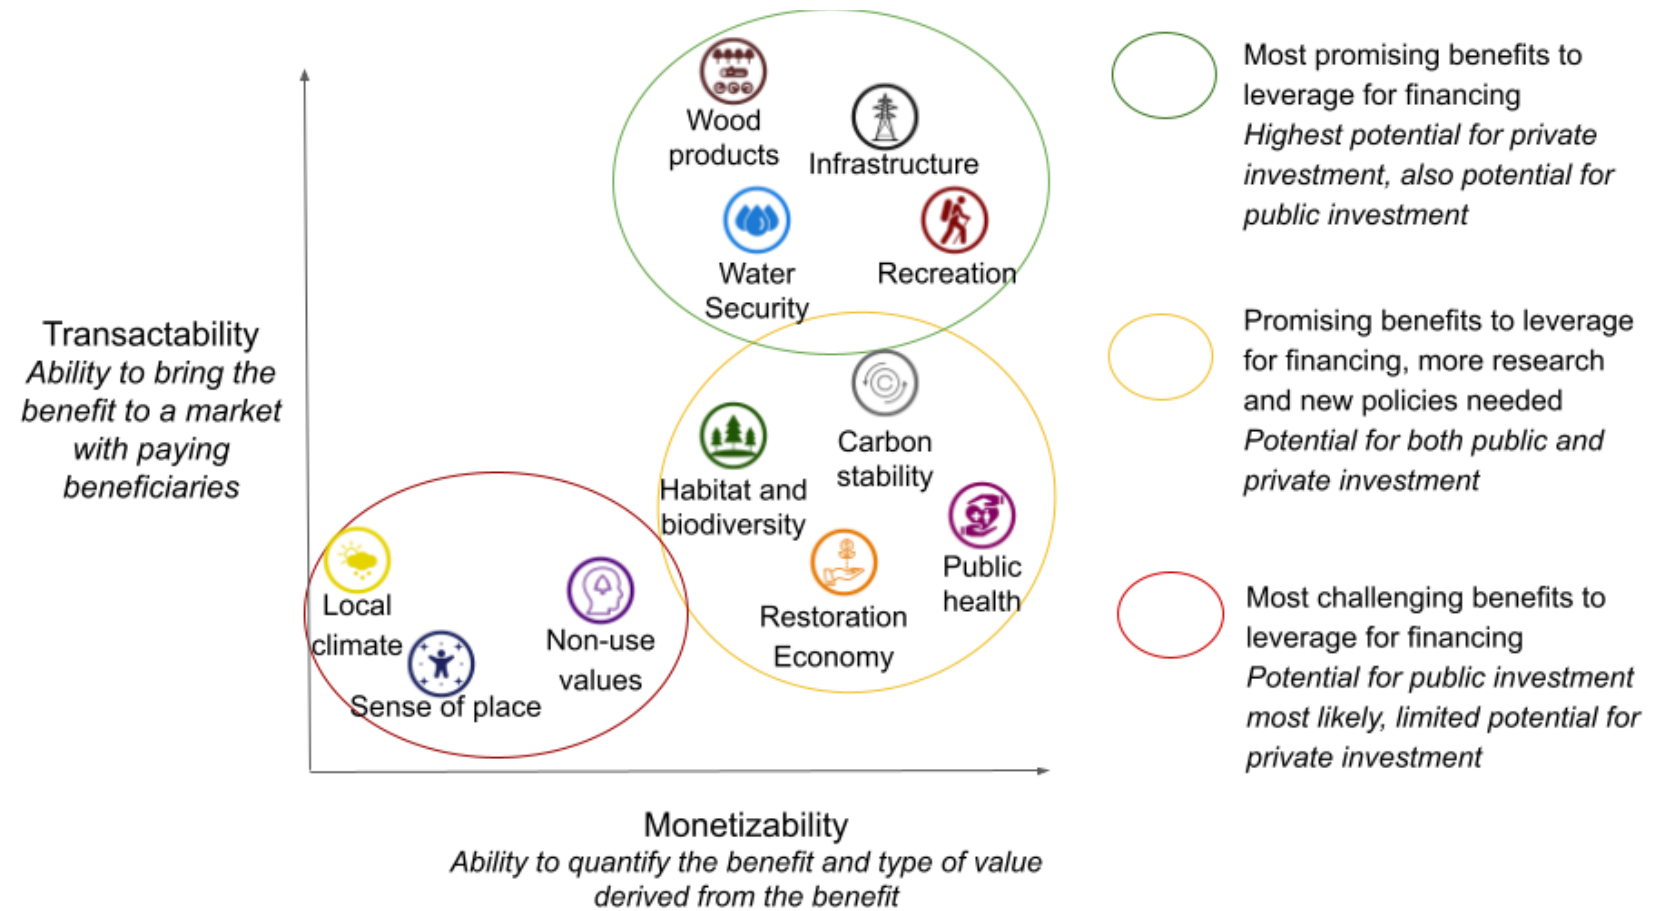 Wood
products
Infrastructure
Water
Security
Recreation
Transactability
Ability to bring the
benefit to a market
with paying
beneficiaries
Carbon
stability
Habitat and
biodiversity
Public
health
Restoration
Economy
Local
climate
Sense of place
Non-use
values
Monetizability
Ability to quantify the benefit and type of value
derived from the benefit
Most promising benefits to
leverage for financing
Highest potential for private
investment, also potential for
public investment
Promising benefits to leverage
for financing, more research
and new policies needed
Potential for both public and
private investment
Most challenging benefits to
leverage for financing
Potential for public investment
most likely, limited potential for
private investment